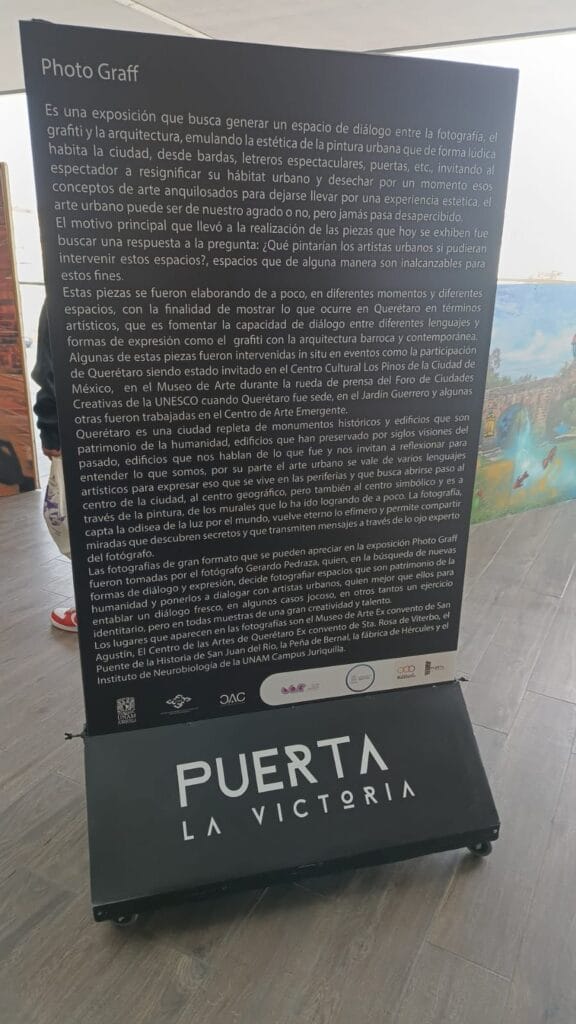 Photo Graff
Es una exposición que busca generar un espacio de diálogo entre la fotografía, el
grafiti y la arquitectura, emulando la estética de la pintura urbana que de forma lúdica
habita la ciudad, desde bardas, letreros espectaculares, puertas, etc., invitando al
espectador a resignificar su hábitat urbano y desechar por un momento esos
conceptos de arte anquilosados para dejarse llevar por una experiencia estética, el
arte urbano puede ser de nuestro agrado o no, pero jamás pasa desapercibido.
El motivo principal que llevó a la realización de las piezas que hoy se exhiben fue
buscar una respuesta a la pregunta: ¿Qué pintarían los artistas urbanos si pudieran
intervenir estos espacios?, espacios que de alguna manera son inalcanzables para
estos fines.
Estas piezas se fueron elaborando de a poco, en diferentes momentos y diferentes
espacios, con la finalidad de mostrar lo que ocurre en Querétaro en términos
artísticos, que es fomentar la capacidad de diálogo entre diferentes lenguajes y
formas de expresión como el grafiti con la arquitectura barroca y contemporánea.
Algunas de estas piezas fueron intervenidas in situ en eventos como la participación
de Querétaro siendo estado invitado en el Centro Cultural Los Pinos de la Ciudad de
México, en el Museo de Arte durante la rueda de prensa del Foro de Ciudades
Creativas de la UNESCO cuando Querétaro fue sede, en el Jardín Guerrero y algunas
otras fueron trabajadas en el Centro de Arte Emergente.
Querétaro es una ciudad repleta de monumentos históricos y edificios que son
patrimonio de la humanidad, edificios que han preservado por siglos visiones del
pasado, edificios que nos hablan de lo que fue y nos invitan a reflexionar para
entender lo que somos, por su parte el arte urbano se vale de varios lenguajes
artísticos para expresar eso que se vive en las periferias y que busca abrirse paso al
centro de la ciudad, al centro geográfico, pero también al centro simbólico y es a
través de la pintura, de los murales que lo ha ido logrando de a poco. La fotografía,
capta la odisea de la luz por el mundo, vuelve eterno lo efímero y permite compartir
miradas que descubren secretos y que transmiten mensajes a través de lo ojo experto
del fotógrafo.
Las fotografías de gran formato que se pueden apreciar en la exposición Photo Graff
fueron tomadas por el fotógrafo Gerardo Pedraza, quien, en la búsqueda de nuevas
formas de diálogo y expresión, decide fotografiar espacios que son patrimonio de la
humanidad y ponerlos a dialogar con artistas urbanos, quien mejor que ellos para
entablar un diálogo fresco, en algunos casos jocoso, en otros tantos un ejercicio
identitario, pero en todas muestras de una gran creatividad y talento.
Los lugares que aparecen en las fotografías son el Museo de Arte Ex convento de San
Agustín, El Centro de las Artes de Querétaro Ex convento de Sta. Rosa de Viterbo, el
Puente de la Historia de San Juan del Río, la Peña de Bernal, la fábrica de Hércules y el
Instituto de Neurobiología de la UNAM Campus Juriquilla.
UNAM
CAC
PUERTA
LA VICTORIA